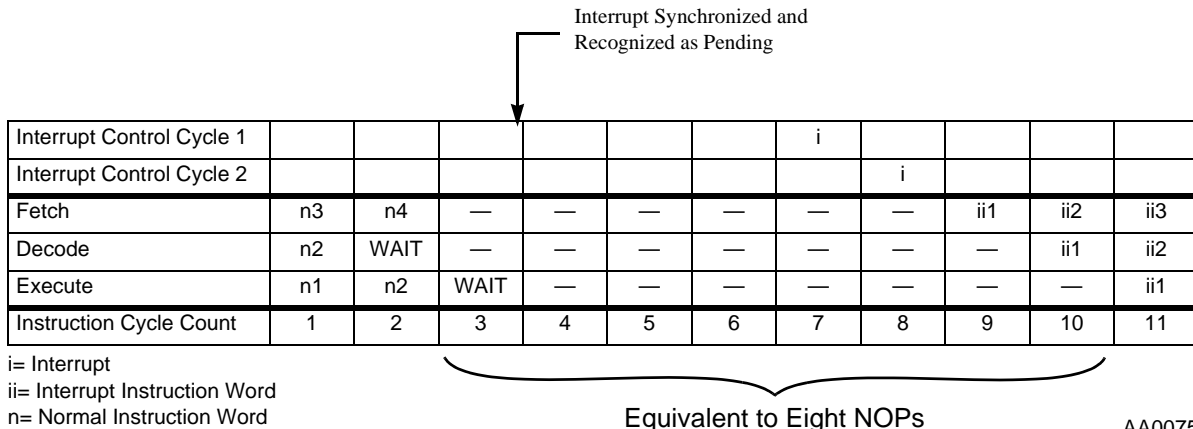 Interrupt Synchronized and
Recognized as Pending
Interrupt Control Cycle 1 i
Interrupt Control Cycle 2 i
Fetch n3 n4 — — — — — — ii1 ii2 ii3
Decode n2 WAIT — — — — — — — ii1 ii2
Execute n1 n2 WAIT — — — — — — — ii1
Instruction Cycle Count 1 2 3 4 5 6 7 8 9 10 11
i= Interrupt
ii= Interrupt Instruction Word
n= Normal Instruction Word
Equivalent to Eight NOPs
AA0075